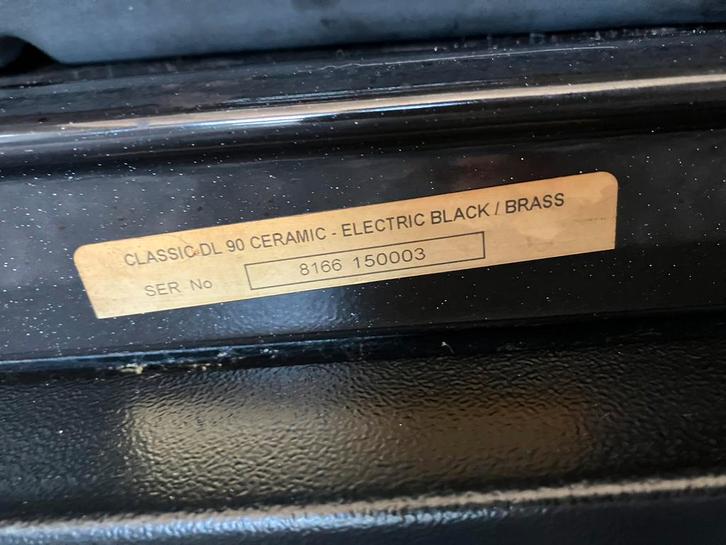 CLASSIC DL 90 CERAMIC - ELECTRIC BLACK / BRASS
SER No 8166 150003